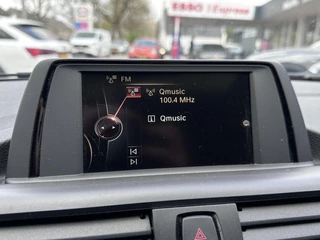 ESSO Express
FM
Qmusic
100.4 MHz
i Qmusic